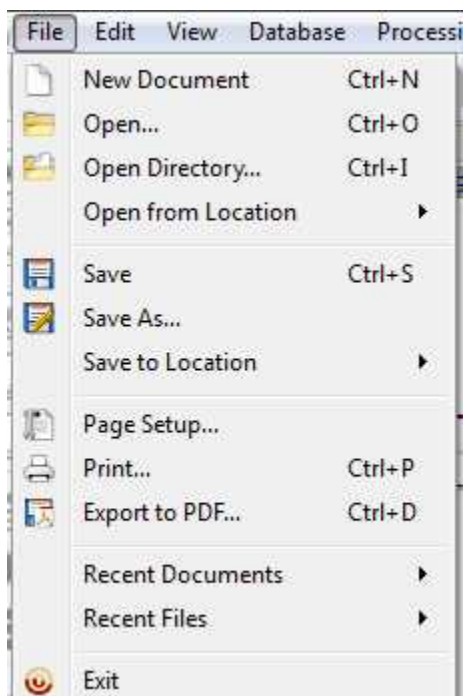 File Edit View Database Processi
New Document Ctrl+N
Open... Ctrl+O
Open Directory... Ctrl+I
Open from Location
Save Ctrl+S
Save As...
Save to Location
Page Setup...
Print... Ctrl+P
Export to PDF... Ctrl+D
Recent Documents
Recent Files
Exit